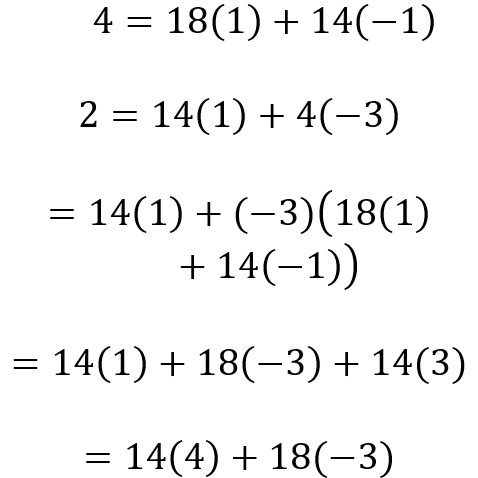 4 = 18(1) + 14(−1)
2 = 14(1) + 4(−3)
= 14(1) + (−3)(18(1)
+ 14(−1))
= 14(1) + 18(−3) + 14(3)
= 14(4) + 18(−3)